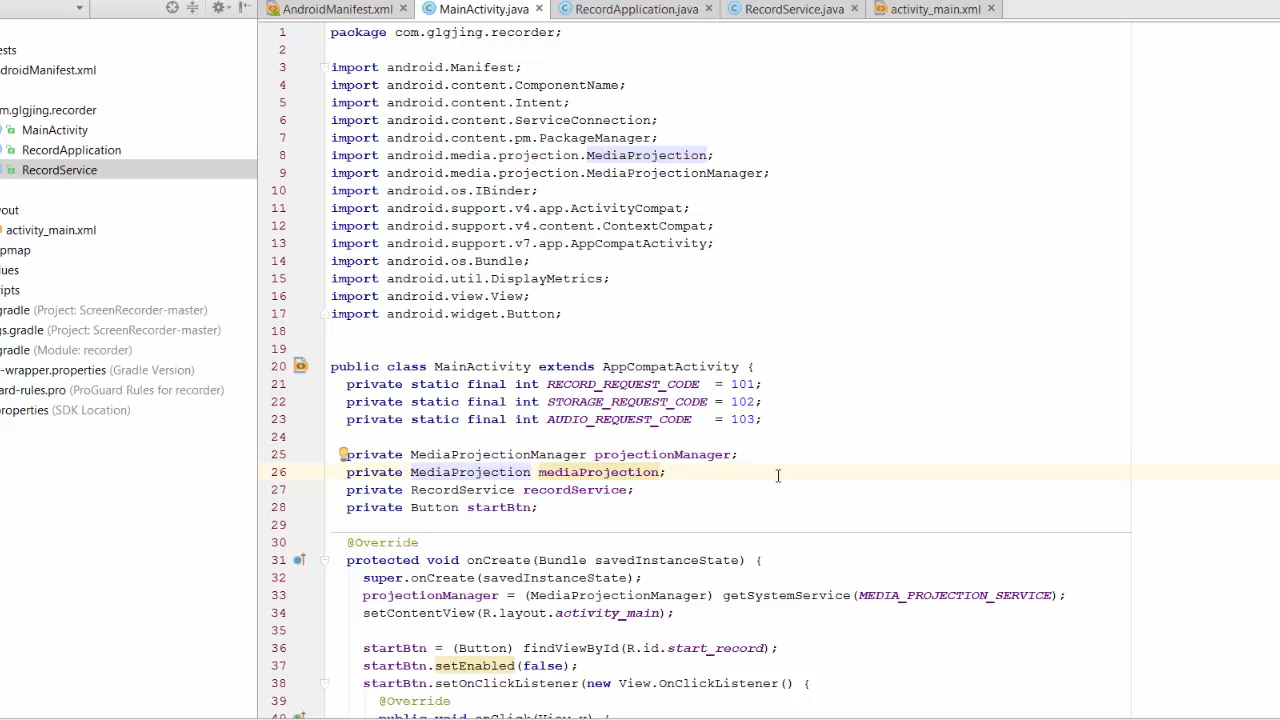 AndroidManifest.xml MainActivity.java RecordApplication.java RecordService.java activity_main.xml
ests
droidManifest.xml
m.glgjing.recorder
MainActivity
RecordApplication
RecordService
yout
activity_main.xml
pmap
lues
ripts
gradle (Project: ScreenRecorder-master)
gs.gradle (Project: ScreenRecorder-master)
gradle (Module: recorder)
-wrapper.properties (Gradle Version)
ard-rules.pro (ProGuard Rules for recorder)
properties (SDK Location)
1 package com.glgjing.recorder;
2
3 import android.Manifest;
4 import android.content.ComponentName;
5 import android.content.Intent;
6 import android.content.ServiceConnection;
7 import android.content.pm.PackageManager;
8 import android.media.projection.MediaProjection;
9 import android.media.projection.MediaProjectionManager;
10 import android.os.IBinder;
11 import android.support.v4.app.ActivityCompat;
12 import android.support.v4.content.ContextCompat;
13 import android.support.v7.app.AppCompatActivity;
14 import android.os.Bundle;
15 import android.util.DisplayMetrics;
16 import android.view.View;
17 import android.widget.Button;
18
19
20 public class MainActivity extends AppCompatActivity {
21 private static final int RECORD_REQUEST_CODE = 101;
22 private static final int STORAGE_REQUEST_CODE = 102;
23 private static final int AUDIO_REQUEST_CODE = 103;
24
25 private MediaProjectionManager projectionManager;
26 private MediaProjection mediaProjection;
27 private RecordService recordService;
28 private Button startBtn;
29
30 @Override
31 protected void onCreate(Bundle savedInstanceState) {
32 super.onCreate(savedInstanceState);
33 projectionManager = (MediaProjectionManager) getSystemService(MEDIA_PROJECTION_SERVICE);
34 setContentView(R.layout.activity_main);
35
36 startBtn = (Button) findViewById(R.id.start_record);
37 startBtn.setEnabled(false);
38 startBtn.setOnClickListener(new View.OnClickListener() {
39 @Override
40 public void onClick(View v) {